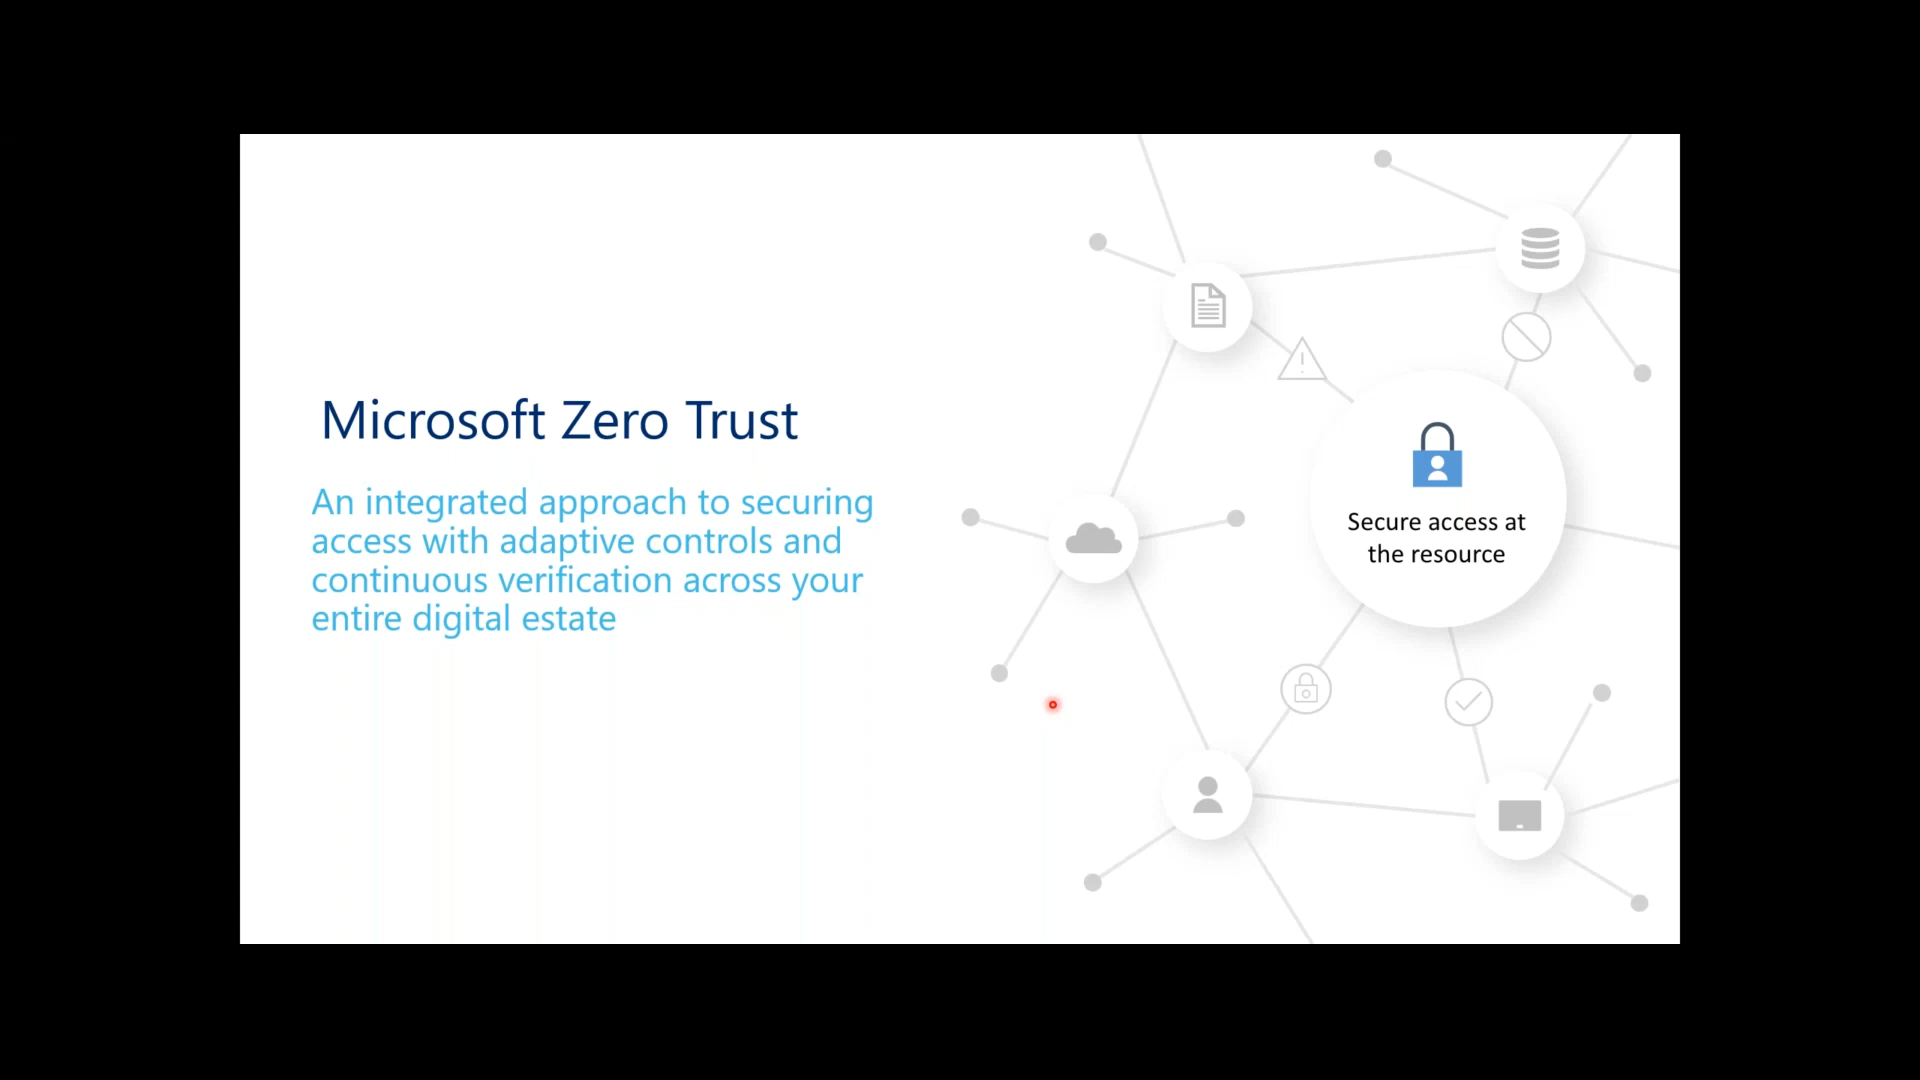 Microsoft Zero Trust
An integrated approach to securing
access with adaptive controls and
continuous verification across your
entire digital estate
Secure access at
the resource